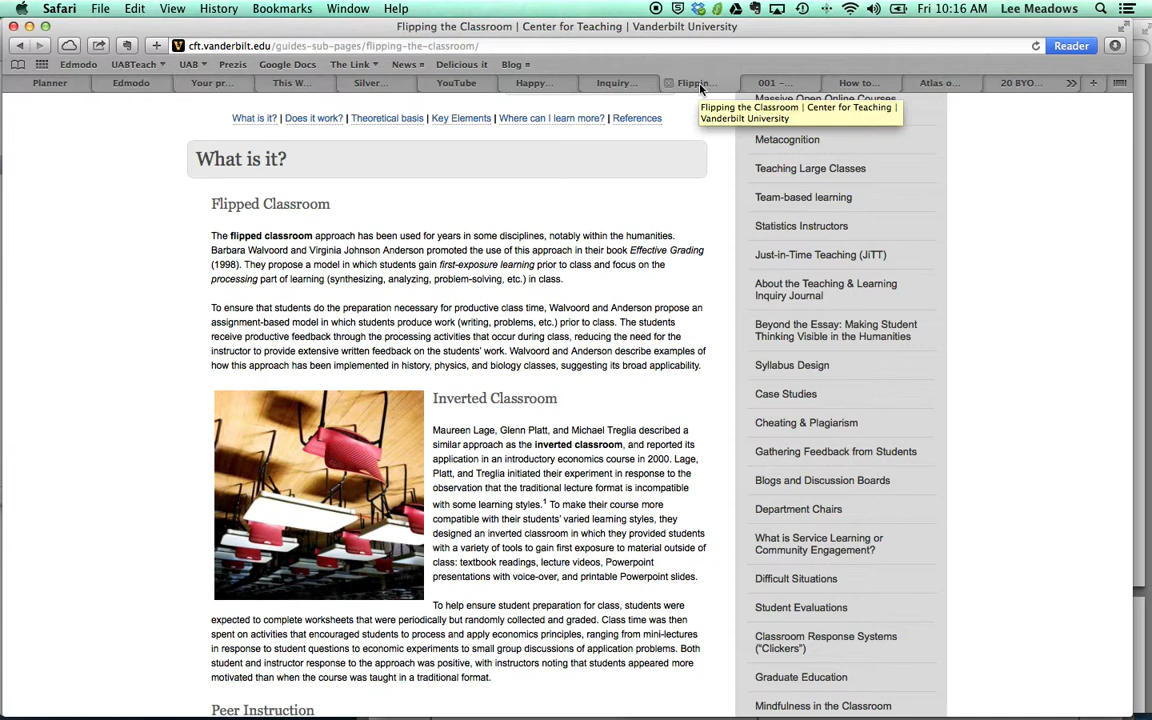 Safari File Edit View History Bookmarks Window Help Fri 10:16 AM Lee Meadows
Flipping the Classroom | Center for Teaching | Vanderbilt University
cft.vanderbilt.edu/guides-sub-pages/flipping-the-classroom/ Reader
Edmodo UABTeach UAB Prezis Google Docs The Link News Delicious it Blog
Planner Edmodo Your pr... This W... Silver... YouTube Happy... Inquiry... Flippin... 001 –... How to... Atlas o... 20 BYO...
Massive Open Online Courses
Flipping the Classroom | Center for Teaching |
Vanderbilt University
What is it? | Does it work? | Theoretical basis | Key Elements | Where can I learn more? | References
What is it?
Flipped Classroom
The flipped classroom approach has been used for years in some disciplines, notably within the humanities.
Barbara Walvoord and Virginia Johnson Anderson promoted the use of this approach in their book Effective Grading
(1998). They propose a model in which students gain first-exposure learning prior to class and focus on the
processing part of learning (synthesizing, analyzing, problem-solving, etc.) in class.
To ensure that students do the preparation necessary for productive class time, Walvoord and Anderson propose an
assignment-based model in which students produce work (writing, problems, etc.) prior to class. The students
receive productive feedback through the processing activities that occur during class, reducing the need for the
instructor to provide extensive written feedback on the students' work. Walvoord and Anderson describe examples of
how this approach has been implemented in history, physics, and biology classes, suggesting its broad applicability.
Inverted Classroom
Maureen Lage, Glenn Platt, and Michael Treglia described a
similar approach as the inverted classroom, and reported its
application in an introductory economics course in 2000. Lage,
Platt, and Treglia initiated their experiment in response to the
observation that the traditional lecture format is incompatible
with some learning styles.1 To make their course more
compatible with their students' varied learning styles, they
designed an inverted classroom in which they provided students
with a variety of tools to gain first exposure to material outside of
class: textbook readings, lecture videos, Powerpoint
presentations with voice-over, and printable Powerpoint slides.
To help ensure student preparation for class, students were
expected to complete worksheets that were periodically but randomly collected and graded. Class time was then
spent on activities that encouraged students to process and apply economics principles, ranging from mini-lectures
in response to student questions to economic experiments to small group discussions of application problems. Both
student and instructor response to the approach was positive, with instructors noting that students appeared more
motivated than when the course was taught in a traditional format.
Peer Instruction
Metacognition
Teaching Large Classes
Team-based learning
Statistics Instructors
Just-in-Time Teaching (JiTT)
About the Teaching & Learning
Inquiry Journal
Beyond the Essay: Making Student
Thinking Visible in the Humanities
Syllabus Design
Case Studies
Cheating & Plagiarism
Gathering Feedback from Students
Blogs and Discussion Boards
Department Chairs
What is Service Learning or
Community Engagement?
Difficult Situations
Student Evaluations
Classroom Response Systems
("Clickers")
Graduate Education
Mindfulness in the Classroom